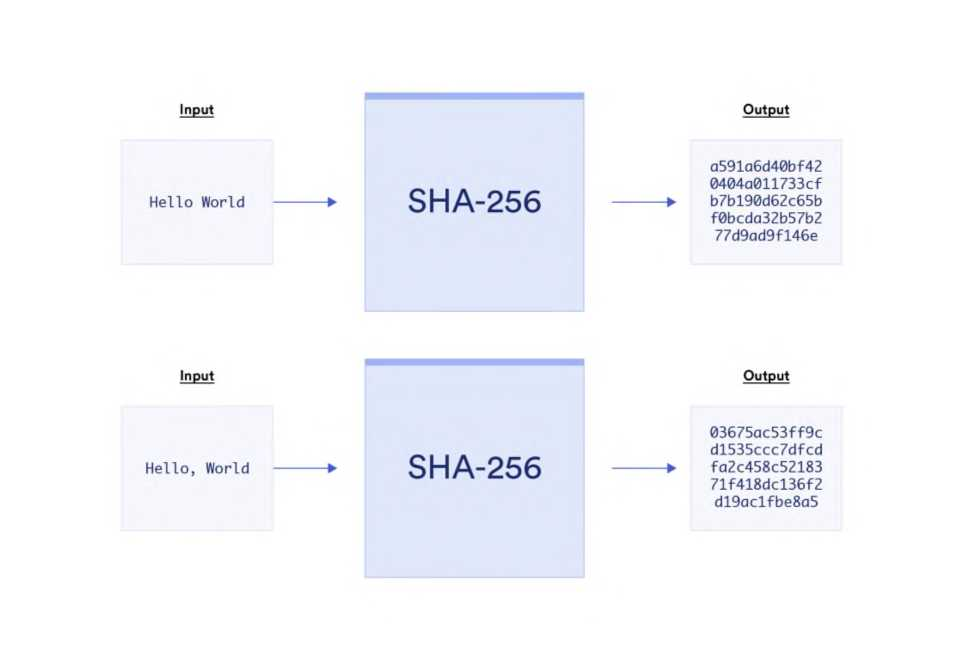 Input
Output
Hello World
SHA-256
a591a6d40bf42
0404a011733cf
b7b190d62c65b
f0bcda32b57b2
77d9ad9f146e
Input
Output
Hello, World
SHA-256
03675ac53ff9c
d1535ccc7dfcd
fa2c458c52183
71f418dc136f2
d19ac1fbe8a5